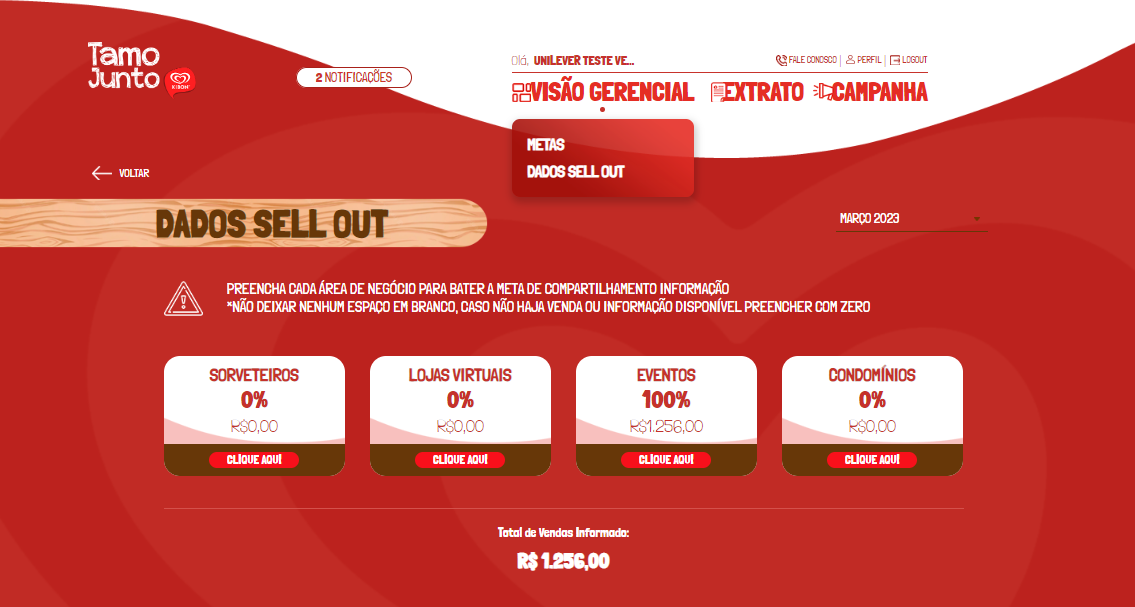 Tamo
Junto
KIBON
2 NOTIFICAÇÕES
Olá, UNILEVER TESTE VE...
FALE CONOSCO | PERFIL | LOGOUT
VISÃO GERENCIAL
EXTRATO
CAMPANHA
METAS
DADOS SELL OUT
VOLTAR
DADOS SELL OUT
MARÇO 2023
PREENCHA CADA ÁREA DE NEGÓCIO PARA BATER A META DE COMPARTILHAMENTO INFORMAÇÃO
*NÃO DEIXAR NENHUM ESPAÇO EM BRANCO, CASO NÃO HAJA VENDA OU INFORMAÇÃO DISPONÍVEL PREENCHER COM ZERO
SORVETEIROS
0%
R$0,00
CLIQUE AQUÍ
LOJAS VIRTUAIS
0%
R$0,00
CLIQUE AQUÍ
EVENTOS
100%
R$1.256,00
CLIQUE AQUÍ
CONDOMÍNIOS
0%
R$0,00
CLIQUE AQUÍ
Total de Vendas Informado:
R$ 1.256,00